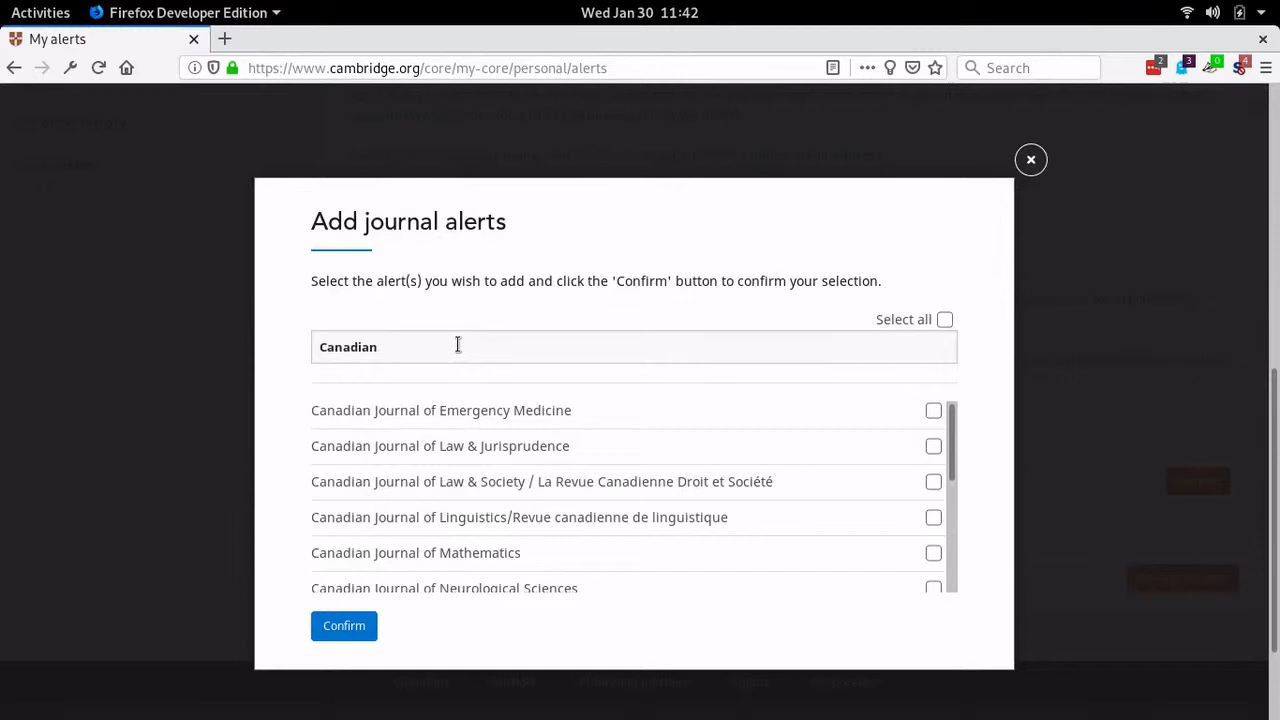 Activities Firefox Developer Edition Wed Jan 30 11:42
My alerts
https://www.cambridge.org/core/my-core/personal/alerts Search 2 3 0 4
Add journal alerts
Select the alert(s) you wish to add and click the 'Confirm' button to confirm your selection.
Select all
Canadian
Canadian Journal of Emergency Medicine
Canadian Journal of Law & Jurisprudence
Canadian Journal of Law & Society / La Revue Canadienne Droit et Société
Canadian Journal of Linguistics/Revue canadienne de linguistique
Canadian Journal of Mathematics
Canadian Journal of Neurological Sciences
Confirm